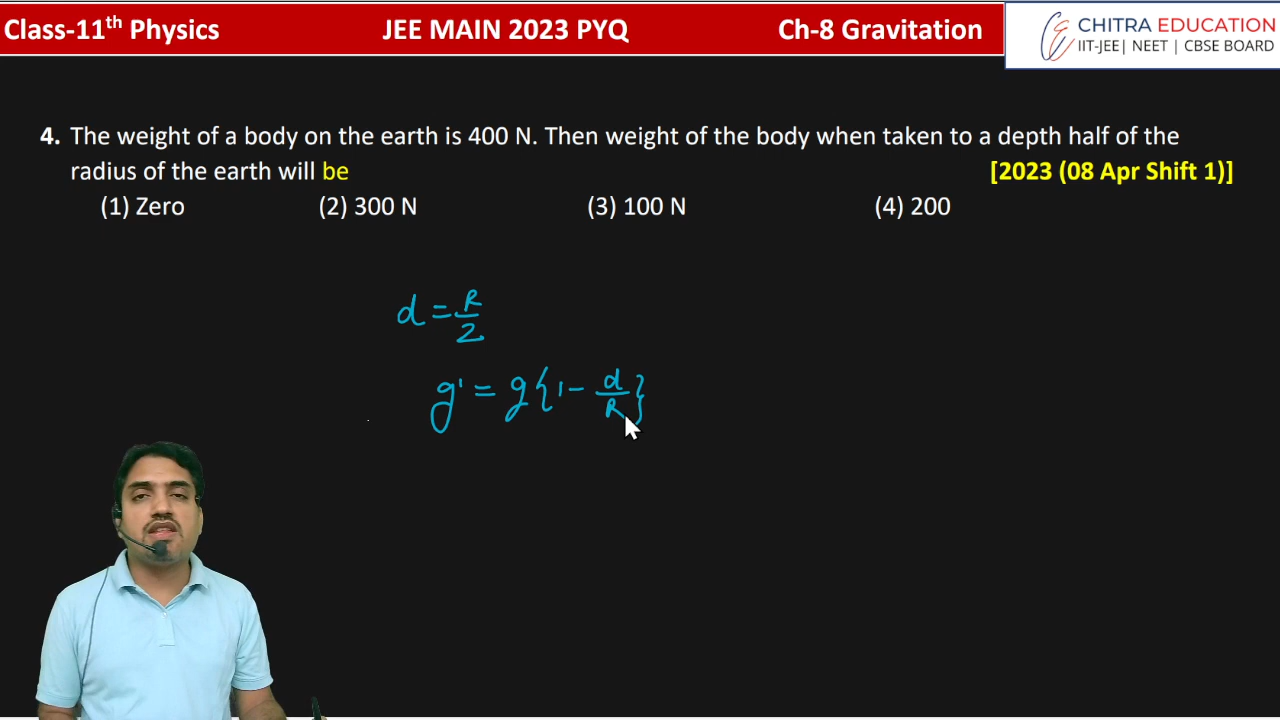 Class-11th Physics JEE MAIN 2023 PYQ Ch-8 Gravitation
CHITRA EDUCATION
IIT-JEE| NEET | CBSE BOARD
4. The weight of a body on the earth is 400 N. Then weight of the body when taken to a depth half of the
radius of the earth will be [2023 (08 Apr Shift 1)]
(1) Zero (2) 300 N (3) 100 N (4) 200
d = R/2
g' = g{1 - d/R}